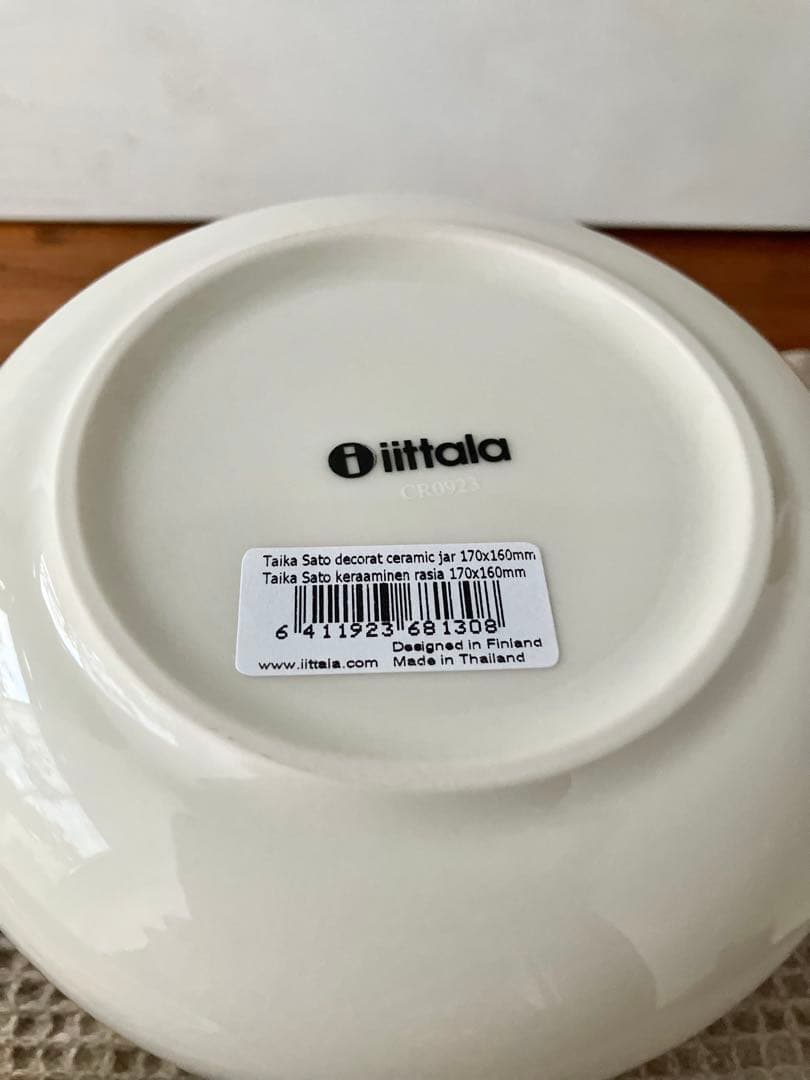 i iittala
CR0923
Taika Sato decorat ceramic jar 170x160mm
Taika Sato keraaminen rasia 170x160mm
6 411923 681308
Designed in Finland
www.iittala.com Made in Thailand